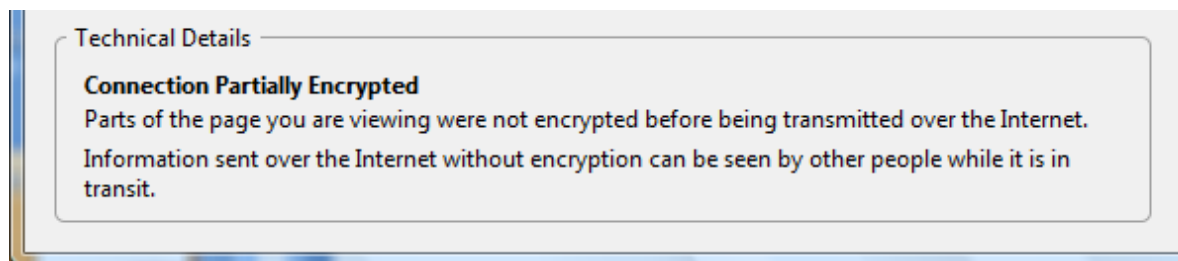 Technical Details
Connection Partially Encrypted
Parts of the page you are viewing were not encrypted before being transmitted over the Internet.
Information sent over the Internet without encryption can be seen by other people while it is in
transit.